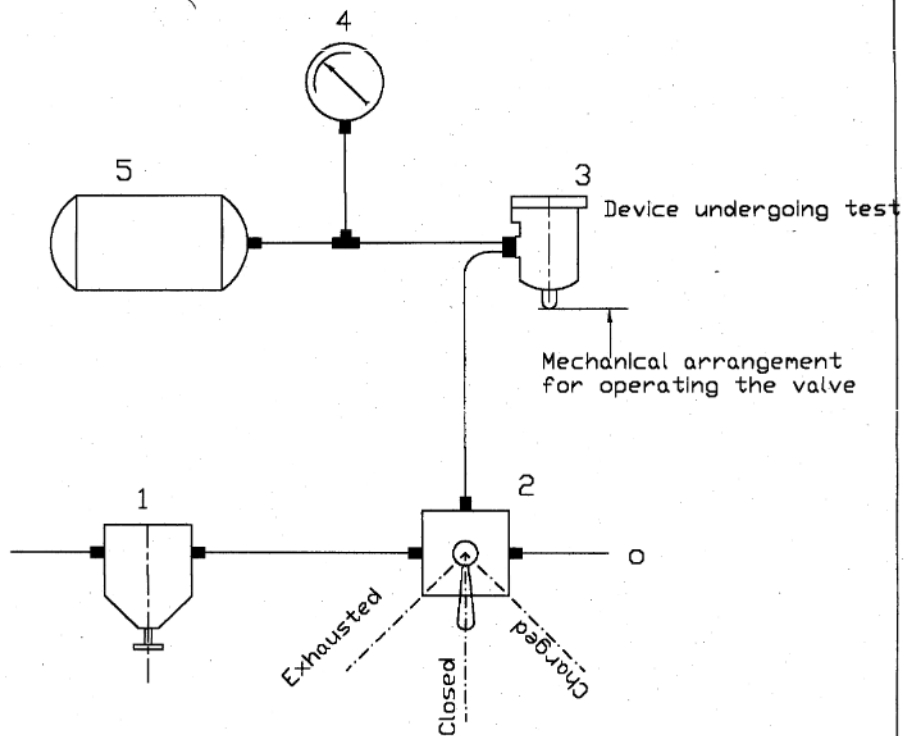 4
5
3
Device undergoing test
Mechanical arrangement
for operating the valve
2
1
O
Exhausted
Closed
Charged